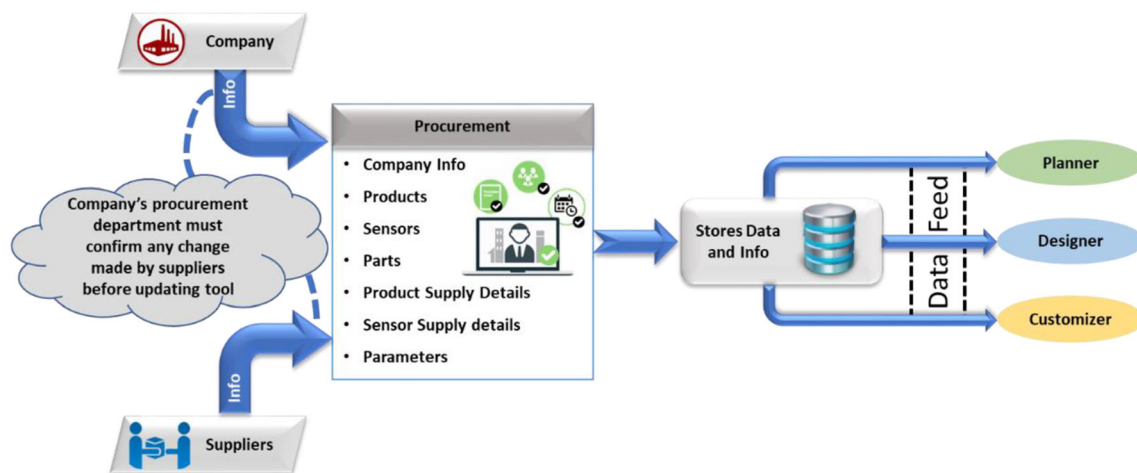 Company
Info
Procurement
• Company Info
• Products
• Sensors
• Parts
• Product Supply Details
• Sensor Supply details
• Parameters
Company's procurement
department must
confirm any change
made by suppliers
before updating tool
Info
Suppliers
Stores Data
and Info
Data Feed
Planner
Designer
Customizer